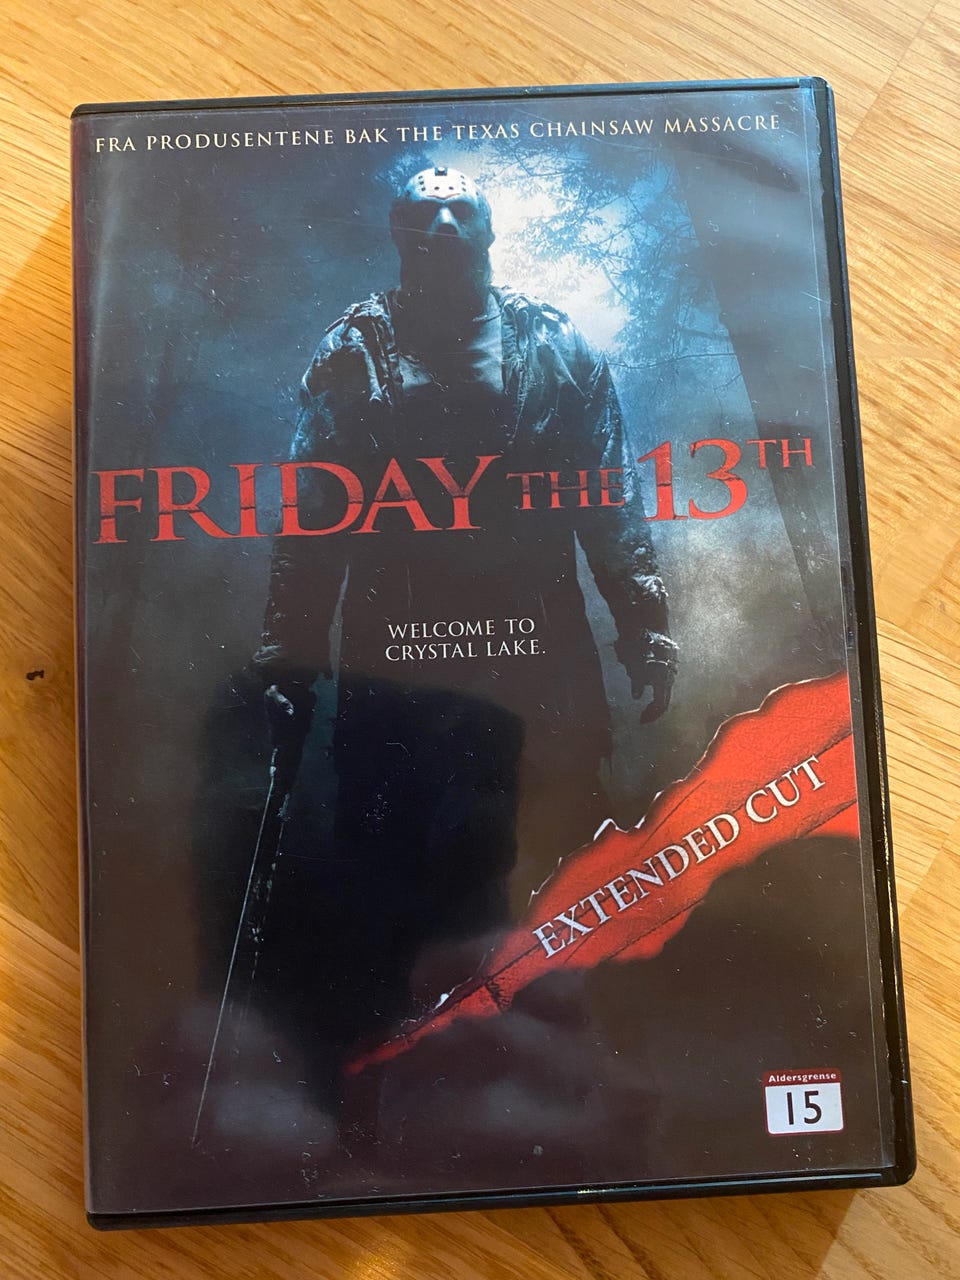 FRA PRODUSENTENE BAK THE TEXAS CHAINSAW MASSACRE
FRIDAY THE 13TH
WELCOME TO
CRYSTAL LAKE.
EXTENDED CUT
Aldersgrense
15